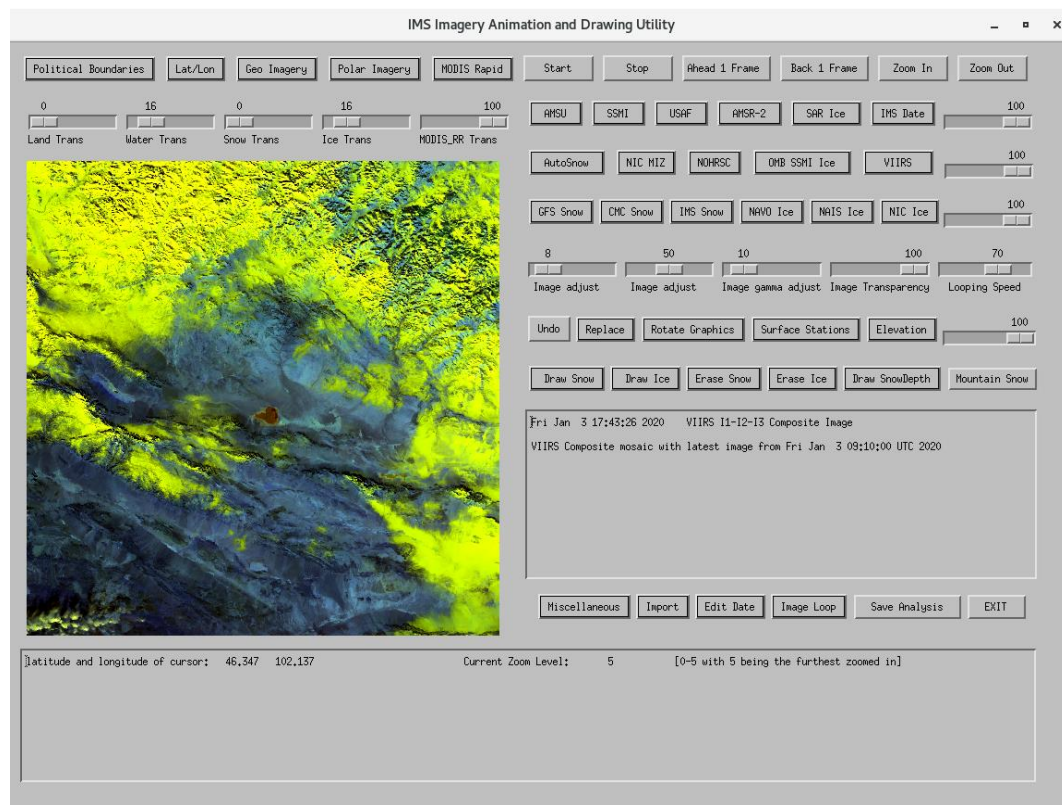 IMS Imagery Animation and Drawing Utility
Political Boundaries Lat/Lon Geo Imagery Polar Imagery MODIS Rapid Start Stop Ahead 1 Frame Back 1 Frame Zoom In Zoom Out
0 16 0 16 100
Land Trans Water Trans Snow Trans Ice Trans MODIS_RR Trans
AMSU SSMI USAF AMSR-2 SAR Ice IMS Date 100
AutoSnow NIC MIZ NOHRSC OMB SSMI Ice VIIRS 100
GFS Snow CMC Snow IMS Snow NAVO Ice NAIS Ice NIC Ice 100
8 50 10 100 70
Image adjust Image adjust Image gamma adjust Image Transparency Looping Speed
Undo Replace Rotate Graphics Surface Stations Elevation 100
Draw Snow Draw Ice Erase Snow Erase Ice Draw SnowDepth Mountain Snow
Fri Jan 3 17:43:26 2020 VIIRS I1-I2-I3 Composite Image
VIIRS Composite mosaic with latest image from Fri Jan 3 09:10:00 UTC 2020
Miscellaneous Import Edit Date Image Loop Save Analysis EXIT
latitude and longitude of cursor: 46.347 102.137 Current Zoom Level: 5 [0-5 with 5 being the furthest zoomed in]